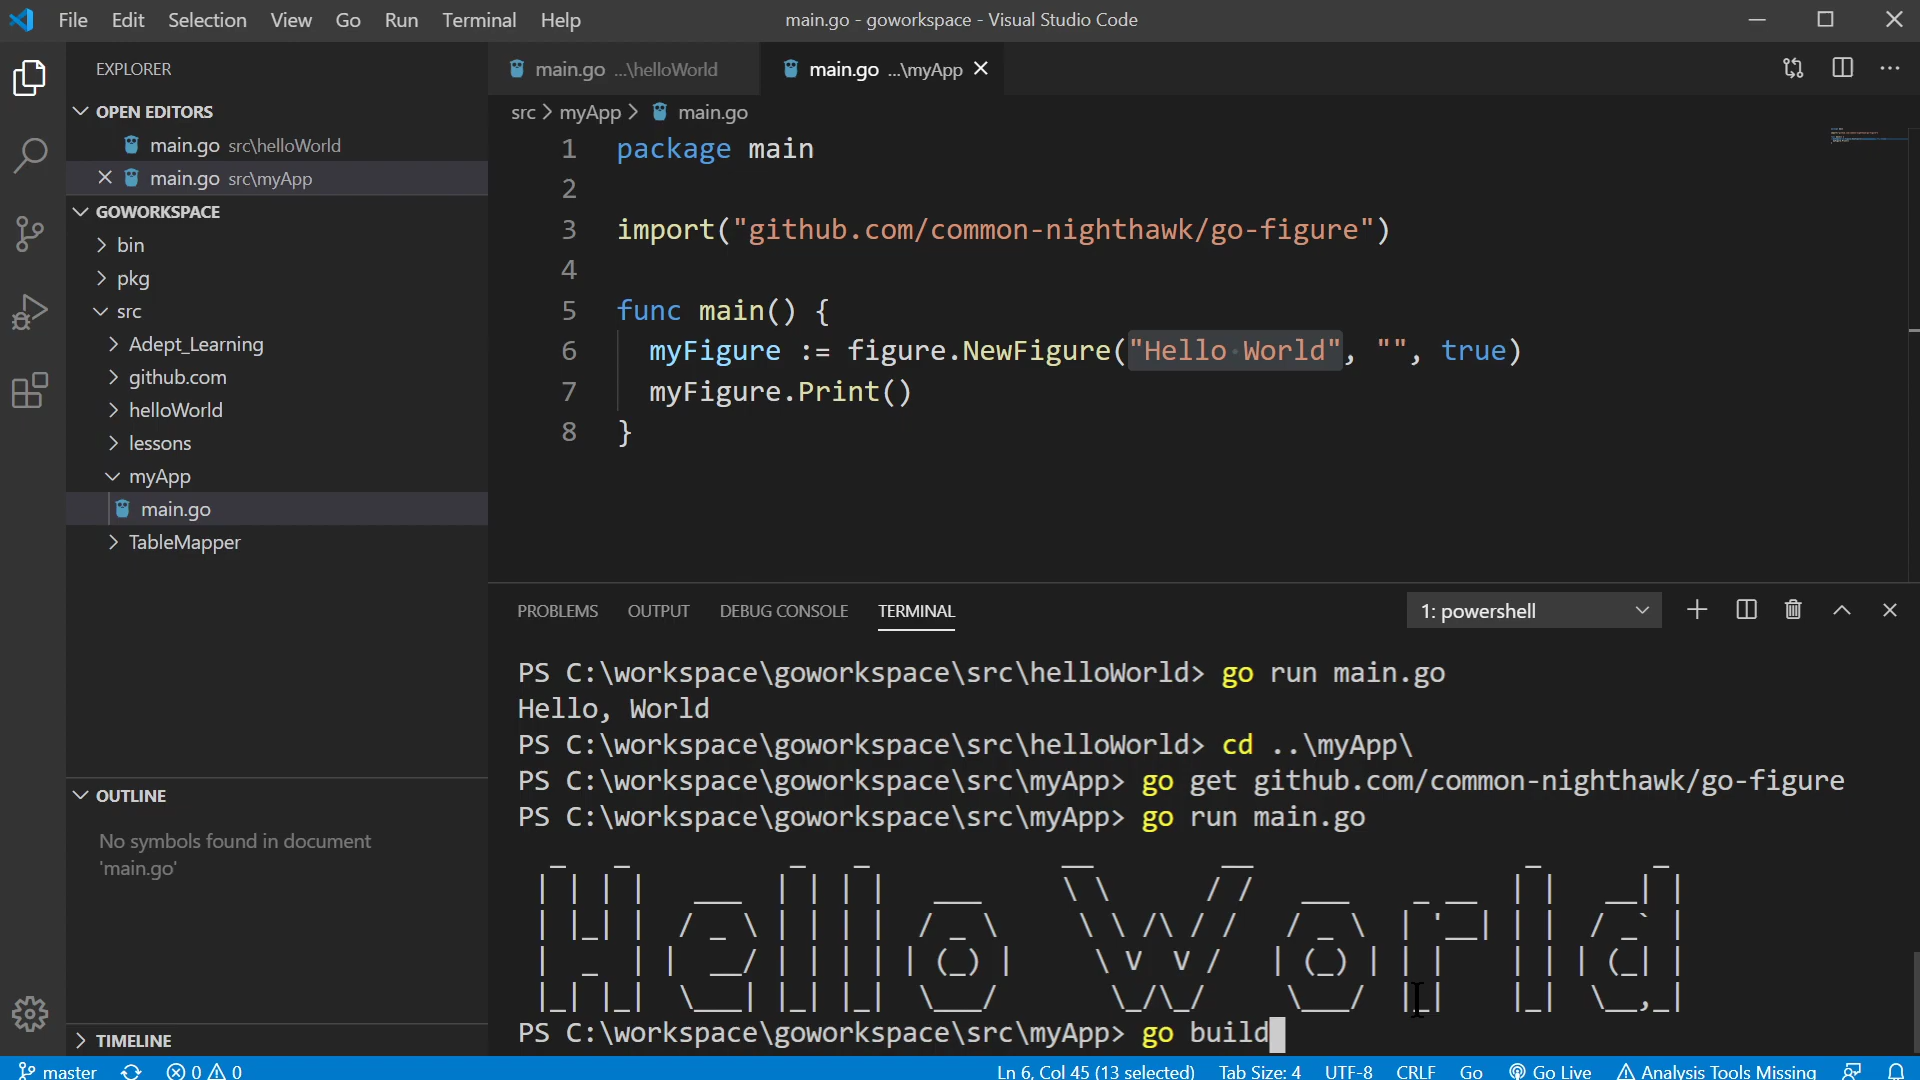 File Edit Selection View Go Run Terminal Help
main.go - goworkspace - Visual Studio Code
EXPLORER
OPEN EDITORS
main.go src\helloWorld
main.go src\myApp
GOWORKSPACE
bin
pkg
src
Adept_Learning
github.com
helloWorld
lessons
myApp
main.go
TableMapper
OUTLINE
No symbols found in document
'main.go'
TIMELINE
main.go ...\helloWorld
main.go ...\myApp
src > myApp > main.go
1 package main
2
3 import("github.com/common-nighthawk/go-figure")
4
5 func main() {
6 myFigure := figure.NewFigure("Hello World", "", true)
7 myFigure.Print()
8 }
PROBLEMS OUTPUT DEBUG CONSOLE TERMINAL
1: powershell
PS C:\workspace\goworkspace\src\helloWorld> go run main.go
Hello, World
PS C:\workspace\goworkspace\src\helloWorld> cd ..\myApp\
PS C:\workspace\goworkspace\src\myApp> go get github.com/common-nighthawk/go-figure
PS C:\workspace\goworkspace\src\myApp> go run main.go
Hello World
PS C:\workspace\goworkspace\src\myApp> go build
master 0 0 Ln 6, Col 45 (13 selected) Tab Size: 4 UTF-8 CRLF Go Go Live Analysis Tools Missing